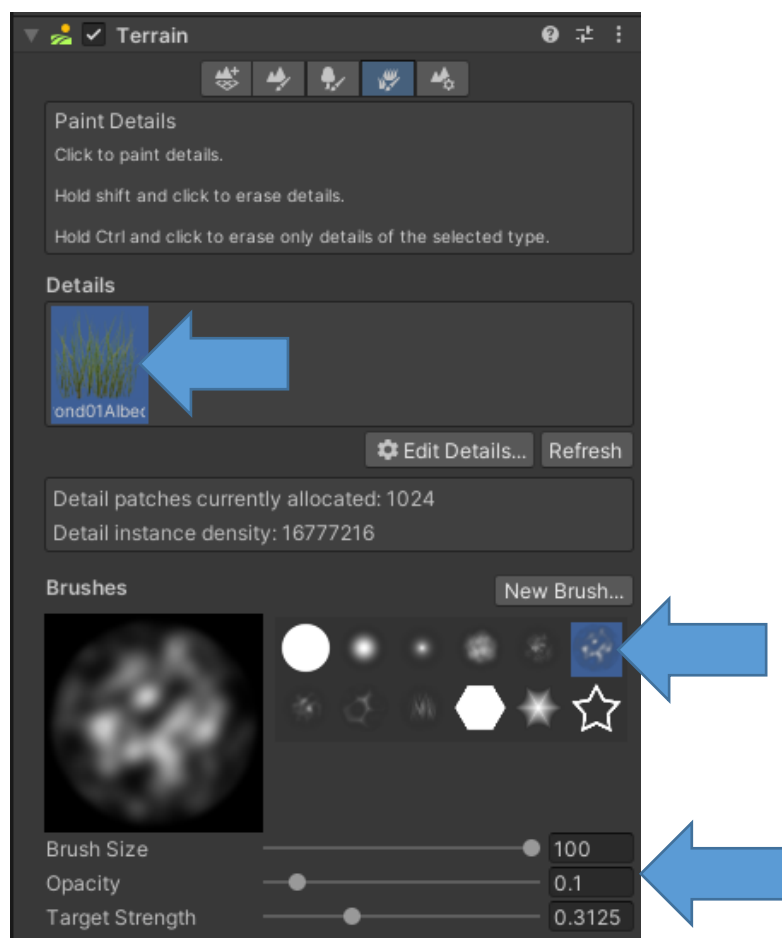 Terrain
Paint Details
Click to paint details.
Hold shift and click to erase details.
Hold Ctrl and click to erase only details of the selected type.
Details
ond01Albec
Edit Details... Refresh
Detail patches currently allocated: 1024
Detail instance density: 16777216
Brushes New Brush...
Brush Size 100
Opacity 0.1
Target Strength 0.3125